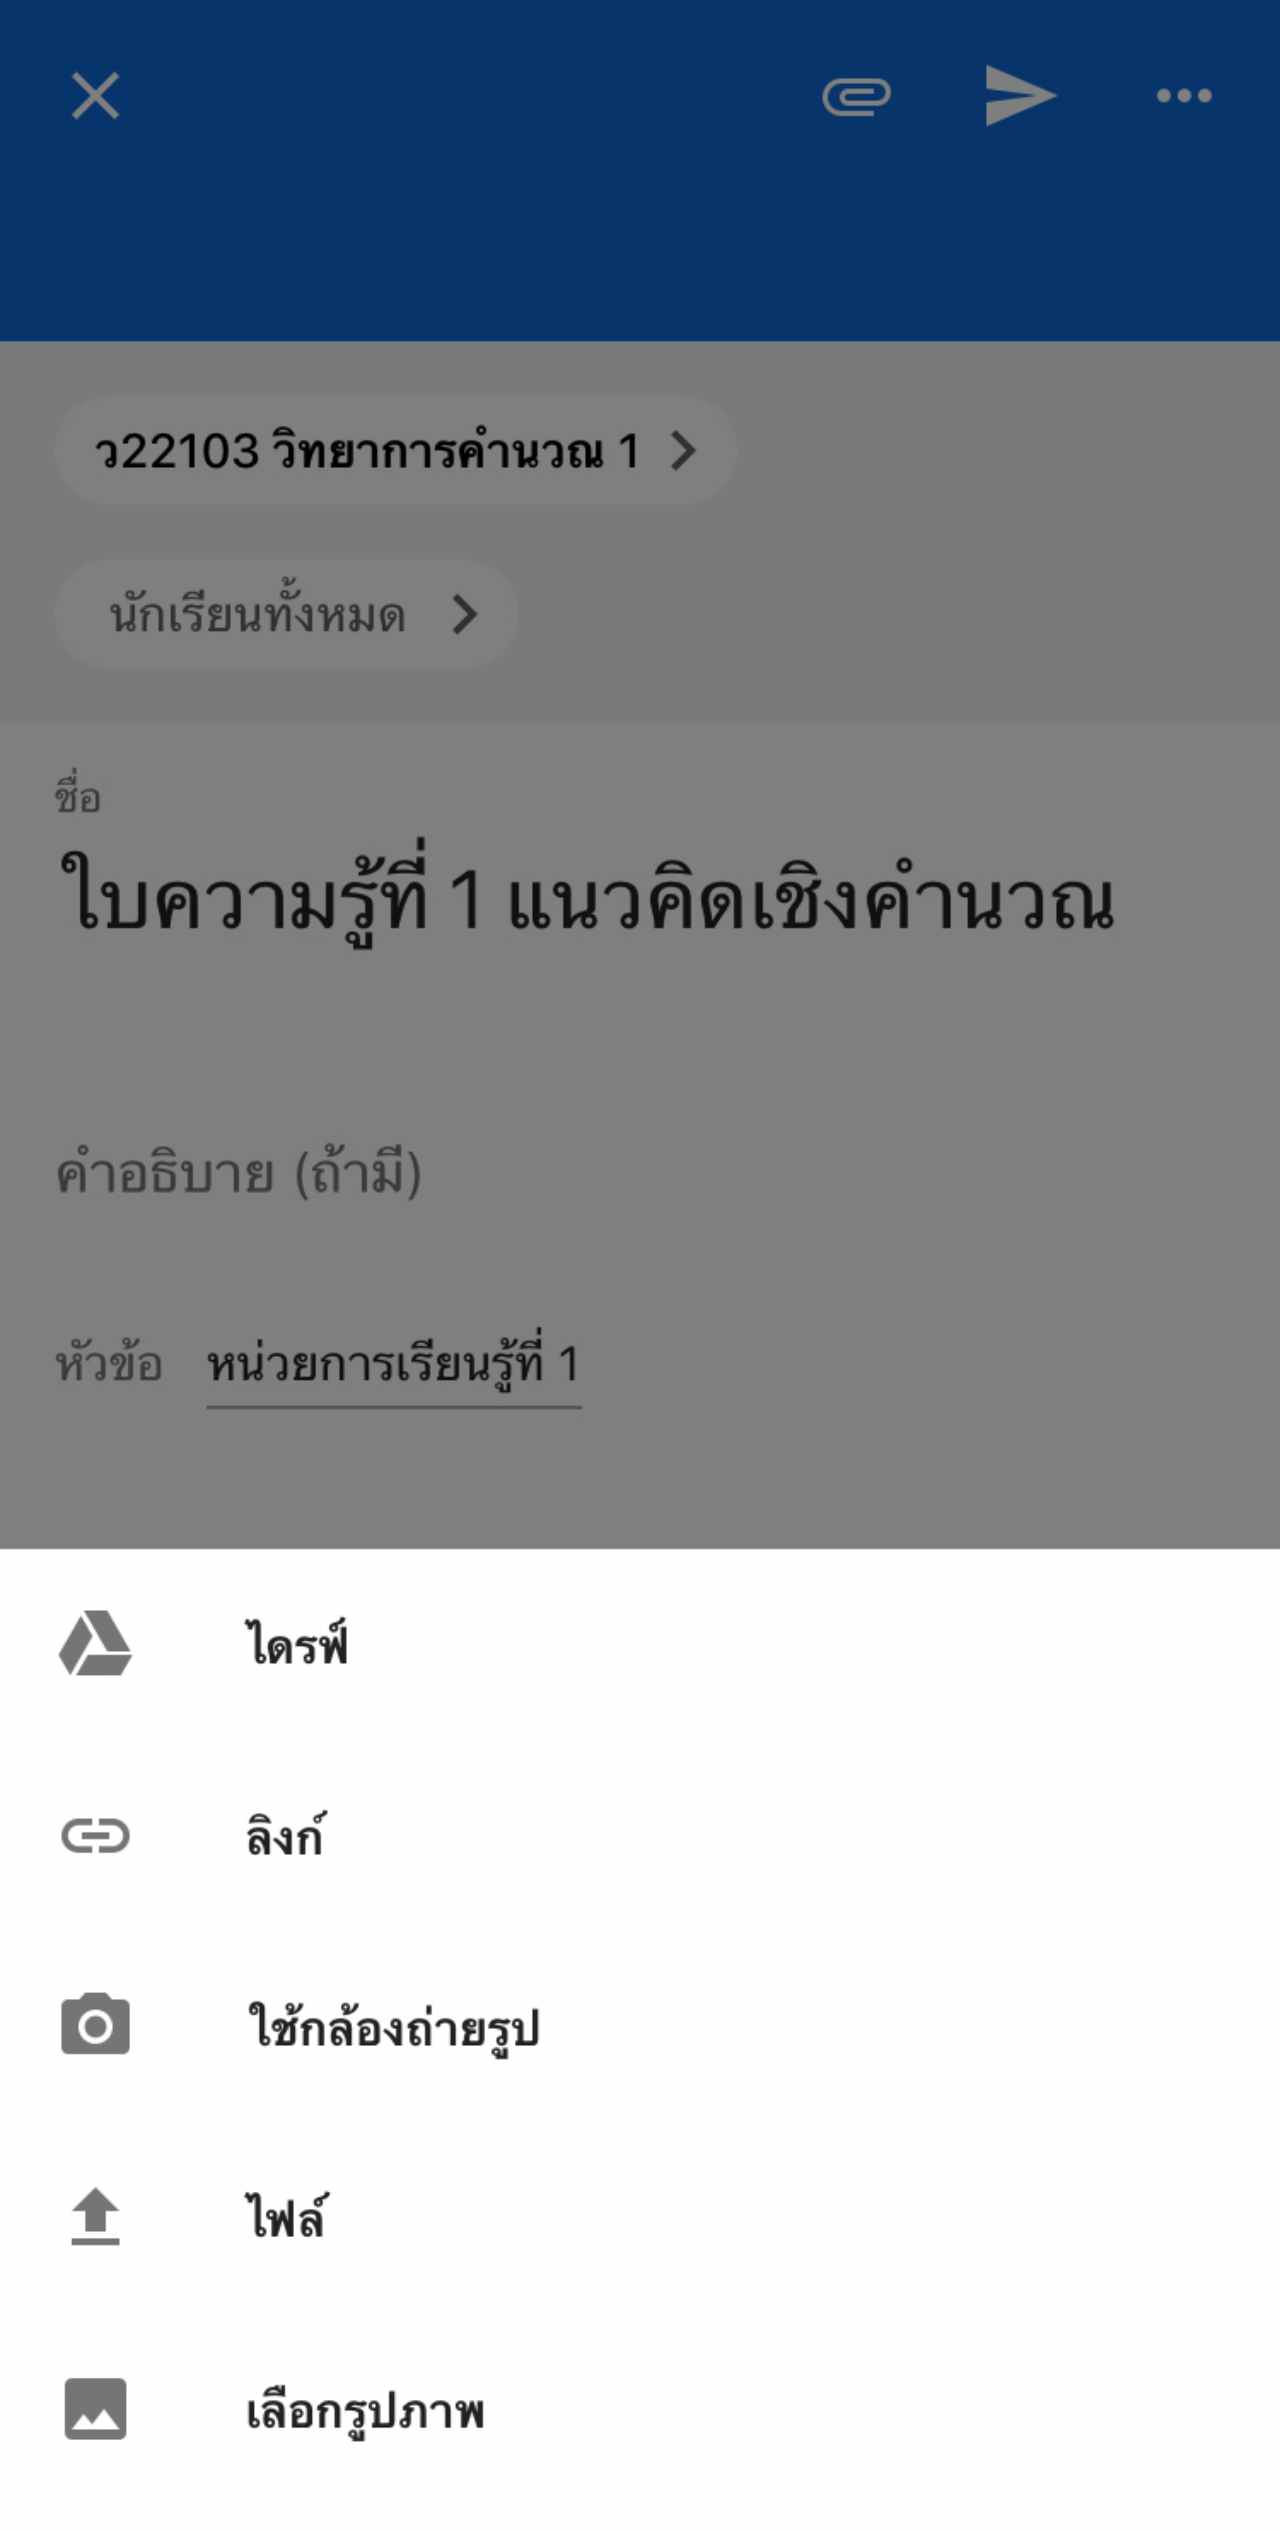 ว22103 วิทยาการคำนวณ 1
นักเรียนทั้งหมด
ชื่อ
ใบความรู้ที่ 1 แนวคิดเชิงคำนวณ
คำอธิบาย (ถ้ามี)
หัวข้อ หน่วยการเรียนรู้ที่ 1
ไดรฟ์
ลิงก์
ใช้กล้องถ่ายรูป
ไฟล์
เลือกรูปภาพ